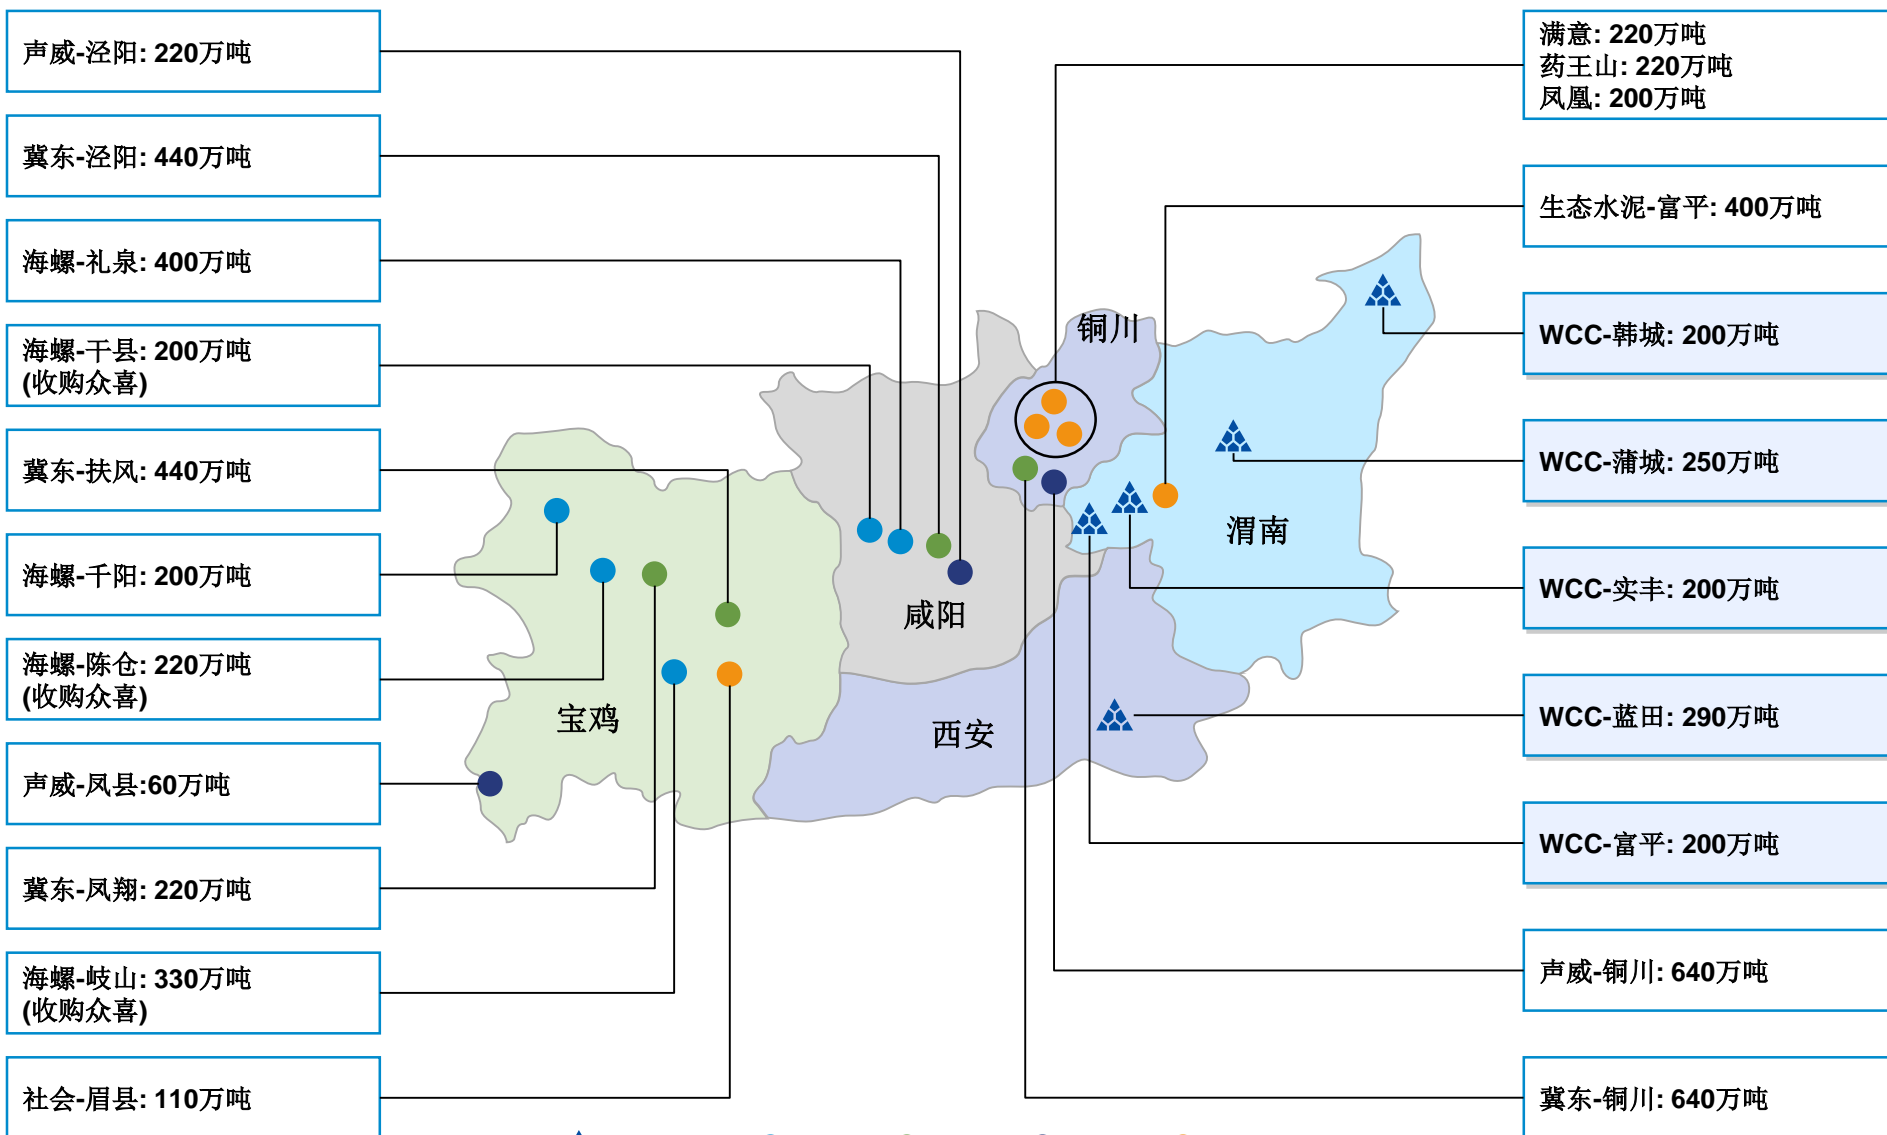 声威-泾阳: 220万吨
冀东-泾阳: 440万吨
海螺-礼泉: 400万吨
海螺-干县: 200万吨
(收购众喜)
冀东-扶风: 440万吨
海螺-千阳: 200万吨
海螺-陈仓: 220万吨
(收购众喜)
声威-凤县:60万吨
冀东-凤翔: 220万吨
海螺-岐山: 330万吨
(收购众喜)
社会-眉县: 110万吨
铜川
渭南
咸阳
宝鸡
西安
满意: 220万吨
药王山: 220万吨
凤凰: 200万吨
生态水泥-富平: 400万吨
WCC-韩城: 200万吨
WCC-蒲城: 250万吨
WCC-实丰: 200万吨
WCC-蓝田: 290万吨
WCC-富平: 200万吨
声威-铜川: 640万吨
冀东-铜川: 640万吨